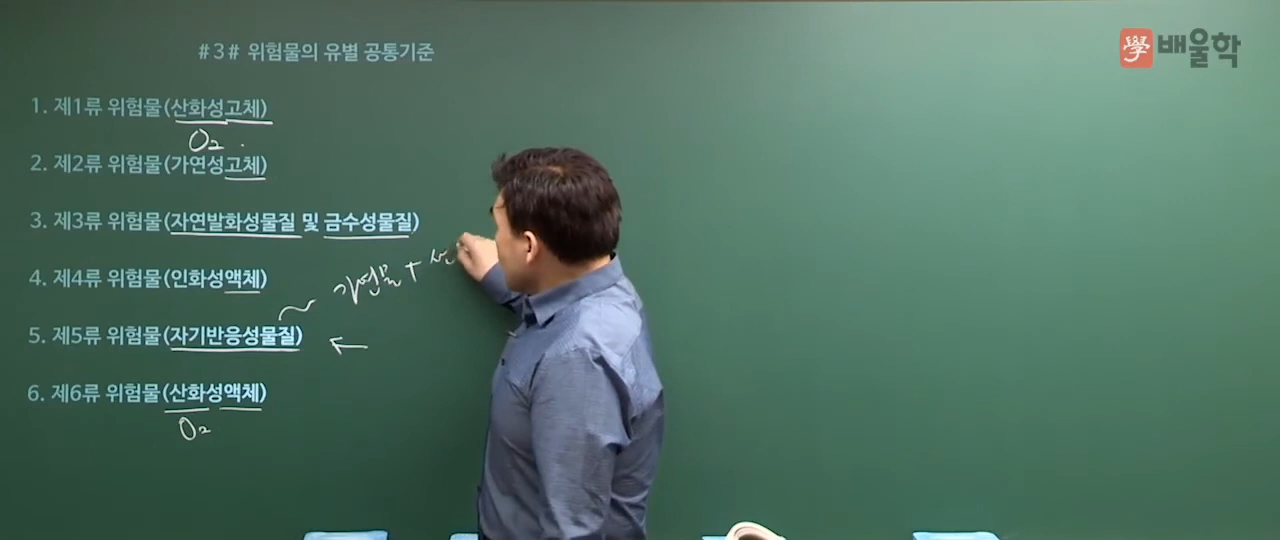 #3# 위험물의 유별 공통기준
學 배울학
1. 제1류 위험물(산화성고체)
O₂
2. 제2류 위험물(가연성고체)
3. 제3류 위험물(자연발화성물질 및 금수성물질)
4. 제4류 위험물(인화성액체)
가연물 +
5. 제5류 위험물(자기반응성물질)
6. 제6류 위험물(산화성액체)
O₂